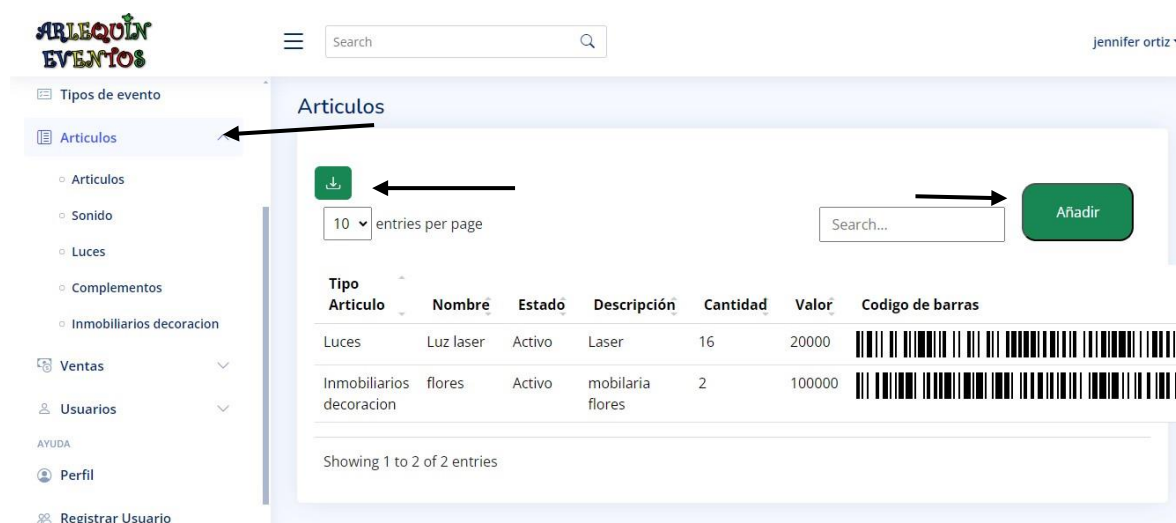 ARLEQUIN
EVENTOS
Search
jennifer ortiz
Tipos de evento
Articulos
Articulos
Sonido
Luces
Complementos
Inmobiliarios decoracion
Ventas
Usuarios
AYUDA
Perfil
Registrar Usuario
Articulos
10 entries per page
Search...
Añadir
Tipo
Articulo Nombre Estado Descripción Cantidad Valor Codigo de barras
Luces Luz laser Activo Laser 16 20000
Inmobiliarios flores Activo mobilaria 2 100000
decoracion flores
Showing 1 to 2 of 2 entries